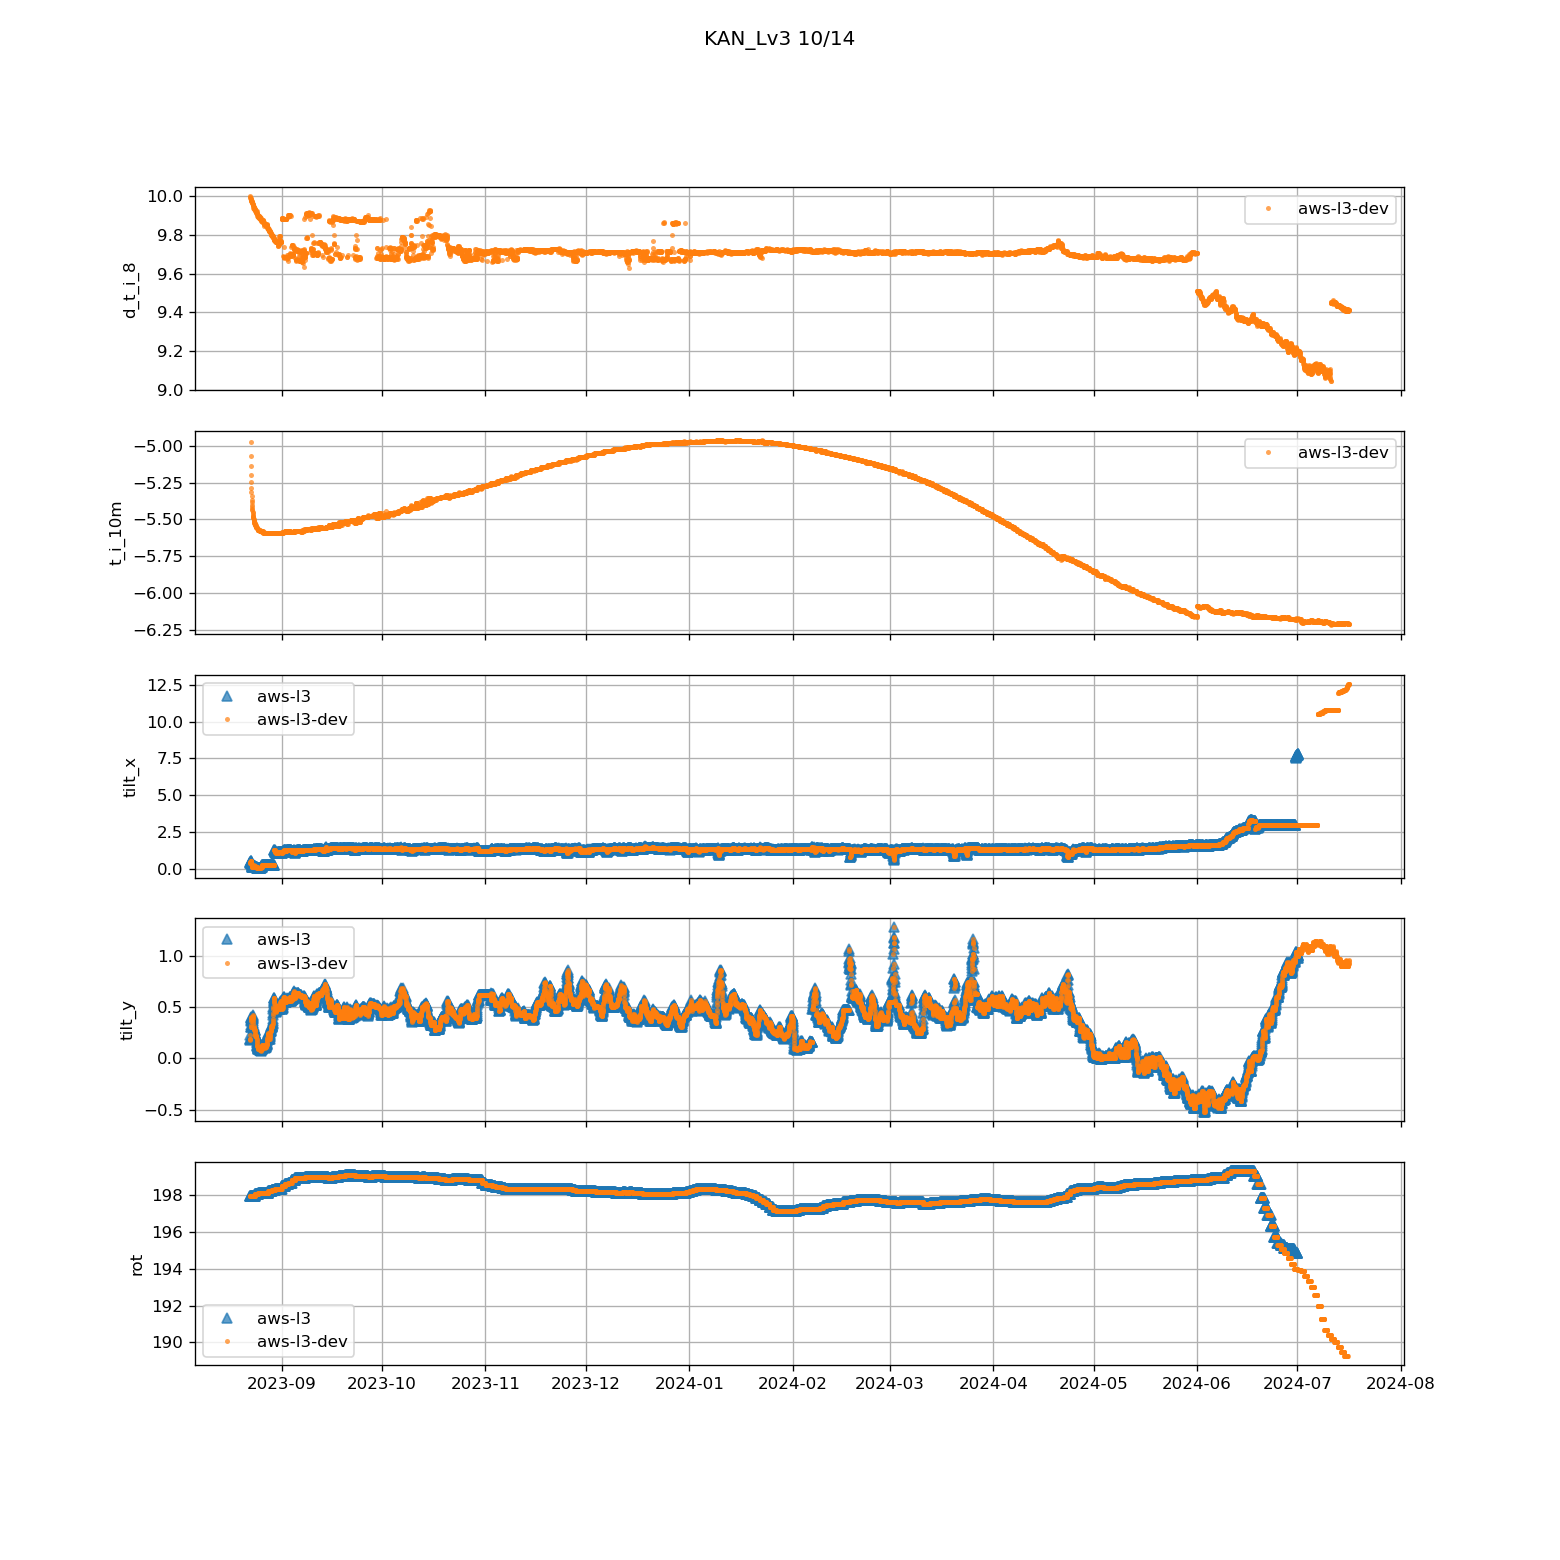 KAN_Lv3 10/14
10.0
9.8
9.6
9.4
9.2
9.0
d_t_i_8
aws-l3-dev
−5.00
−5.25
−5.50
−5.75
−6.00
−6.25
t_i_10m
aws-l3-dev
12.5
10.0
7.5
5.0
2.5
0.0
tilt_x
aws-l3
aws-l3-dev
1.0
0.5
0.0
−0.5
tilt_y
aws-l3
aws-l3-dev
198
196
194
192
190
rot
aws-l3
aws-l3-dev
2023-09 2023-10 2023-11 2023-12 2024-01 2024-02 2024-03 2024-04 2024-05 2024-06 2024-07 2024-08